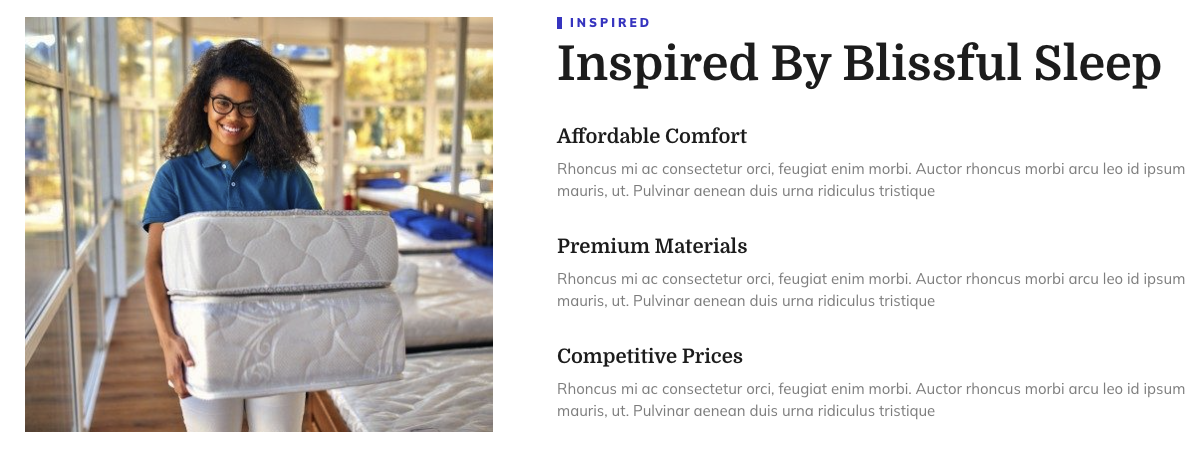 INSPIRED
Inspired By Blissful Sleep
Affordable Comfort
Rhoncus mi ac consectetur orci, feugiat enim morbi. Auctor rhoncus morbi arcu leo id ipsum
mauris, ut. Pulvinar aenean duis urna ridiculus tristique
Premium Materials
Rhoncus mi ac consectetur orci, feugiat enim morbi. Auctor rhoncus morbi arcu leo id ipsum
mauris, ut. Pulvinar aenean duis urna ridiculus tristique
Competitive Prices
Rhoncus mi ac consectetur orci, feugiat enim morbi. Auctor rhoncus morbi arcu leo id ipsum
mauris, ut. Pulvinar aenean duis urna ridiculus tristique